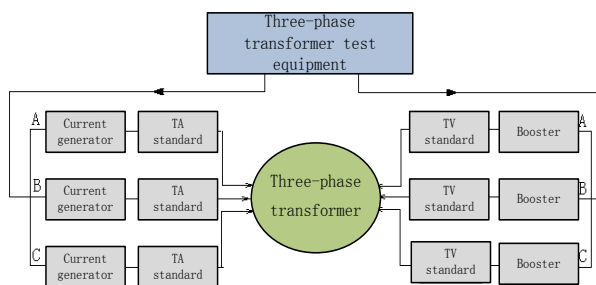 Three-phase
transformer test
equipment
A
Current
generator
TA
standard
TV
standard
Booster
A
B
Current
generator
TA
standard
Three-phase
transformer
TV
standard
Booster
B
C
Current
generator
TA
standard
TV
standard
Booster
C